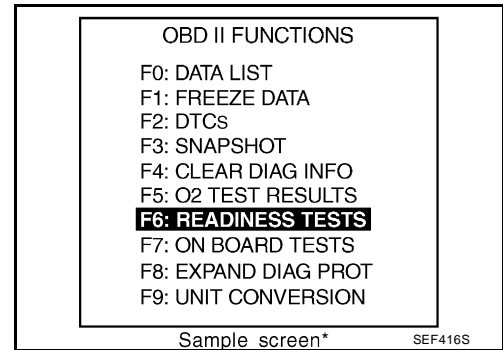 OBD II FUNCTIONS
F0: DATA LIST
F1: FREEZE DATA
F2: DTCs
F3: SNAPSHOT
F4: CLEAR DIAG INFO
F5: O2 TEST RESULTS
F6: READINESS TESTS
F7: ON BOARD TESTS
F8: EXPAND DIAG PROT
F9: UNIT CONVERSION
Sample screen*
SEF416S